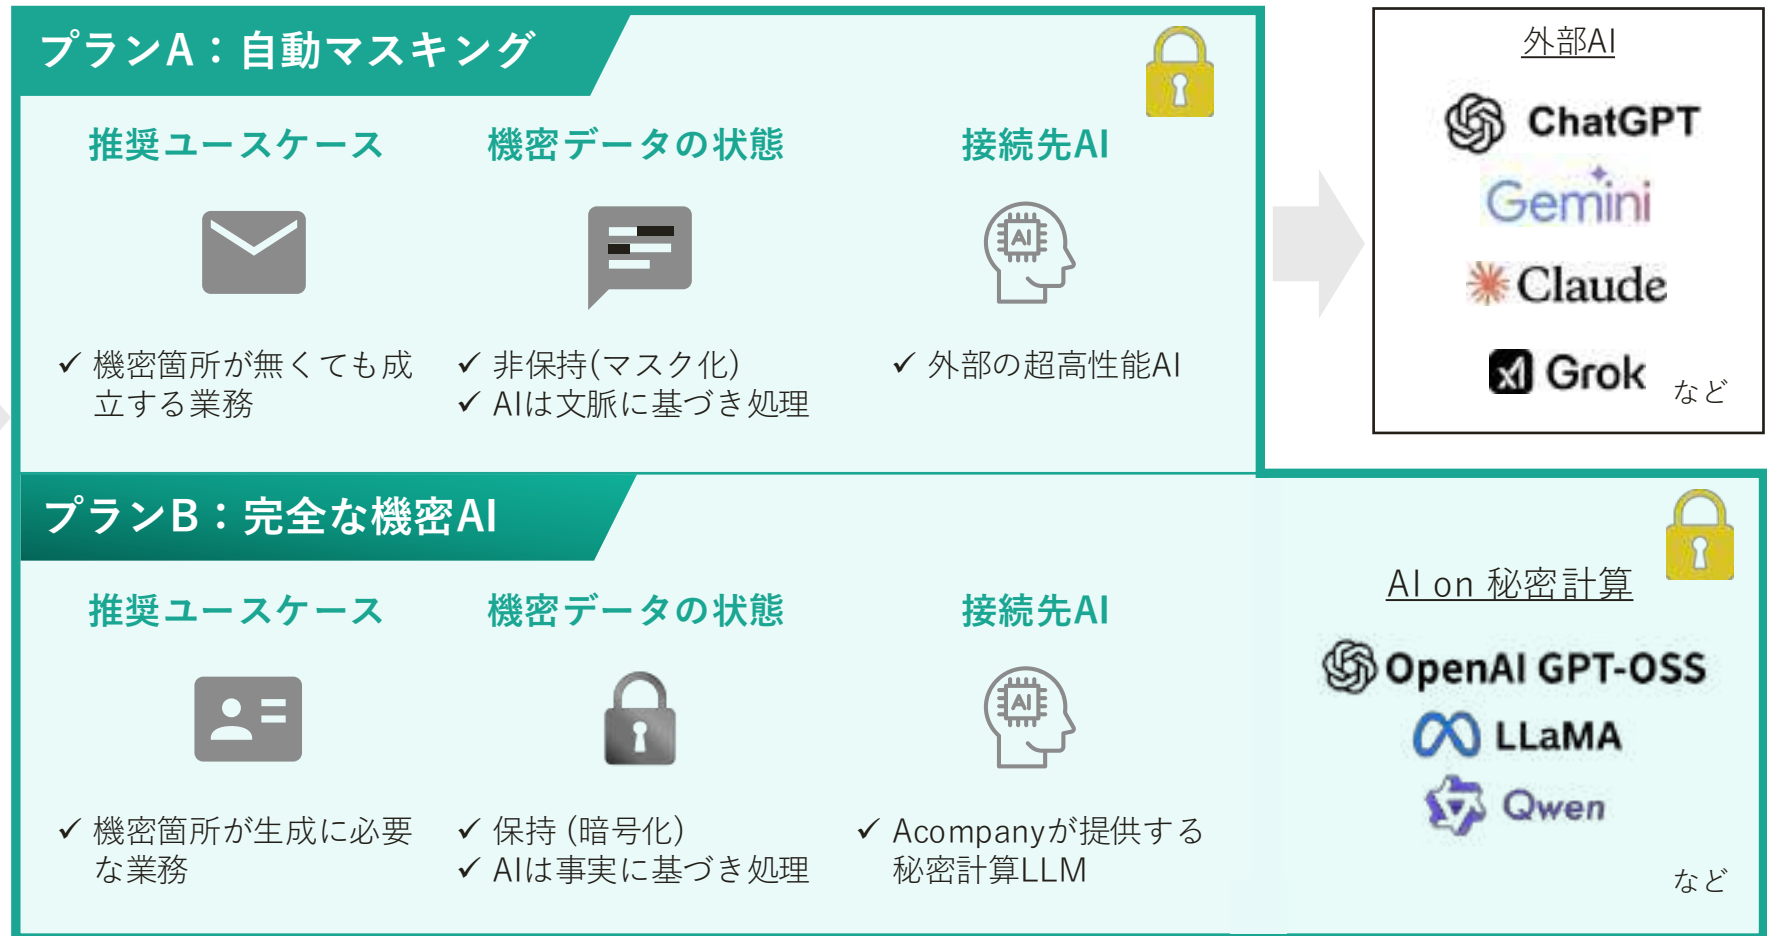 プランA：自動マスキング
推奨ユースケース
機密データの状態
接続先AI
AI
✓ 機密箇所が無くても成
立する業務
✓ 非保持(マスク化)
✓ AIは文脈に基づき処理
✓ 外部の超高性能AI
外部AI
ChatGPT
Gemini
Claude
Grok
など
プランB：完全な機密AI
推奨ユースケース
機密データの状態
接続先AI
AI
✓ 機密箇所が生成に必要
な業務
✓ 保持 (暗号化)
✓ AIは事実に基づき処理
✓ Acompanyが提供する
秘密計算LLM
AI on 秘密計算
OpenAI GPT-OSS
LLaMA
Qwen
など